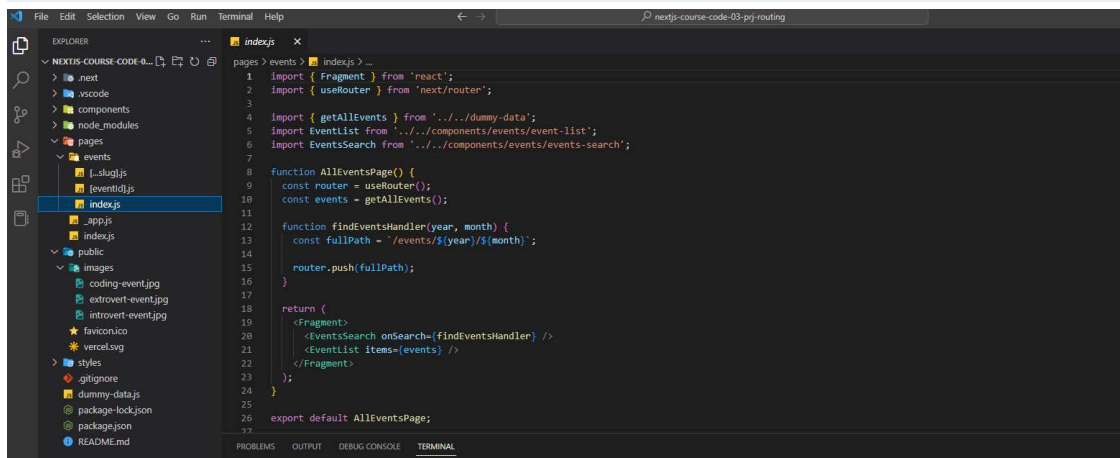 File Edit Selection View Go Run Terminal Help
nextjs-course-code-03-prj-routing
EXPLORER
NEXTJS-COURSE-CODE-0...
.next
.vscode
components
node_modules
pages
events
[...slug].js
[eventId].js
index.js
_app.js
index.js
public
images
coding-event.jpg
extrovert-event.jpg
introvert-event.jpg
favicon.ico
vercel.svg
styles
.gitignore
dummy-data.js
package-lock.json
package.json
README.md
index.js
pages > events > index.js > ...
1 import { Fragment } from 'react';
2 import { useRouter } from 'next/router';
3
4 import { getAllEvents } from '../../dummy-data';
5 import EventList from '../../components/events/event-list';
6 import EventsSearch from '../../components/events/events-search';
7
8 function AllEventsPage() {
9 const router = useRouter();
10 const events = getAllEvents();
11
12 function findEventsHandler(year, month) {
13 const fullPath = `/events/${year}/${month}`;
14
15 router.push(fullPath);
16 }
17
18 return (
19 <Fragment>
20 <EventsSearch onSearch={findEventsHandler} />
21 <EventList items={events} />
22 </Fragment>
23 );
24 }
25
26 export default AllEventsPage;
27
PROBLEMS OUTPUT DEBUG CONSOLE TERMINAL